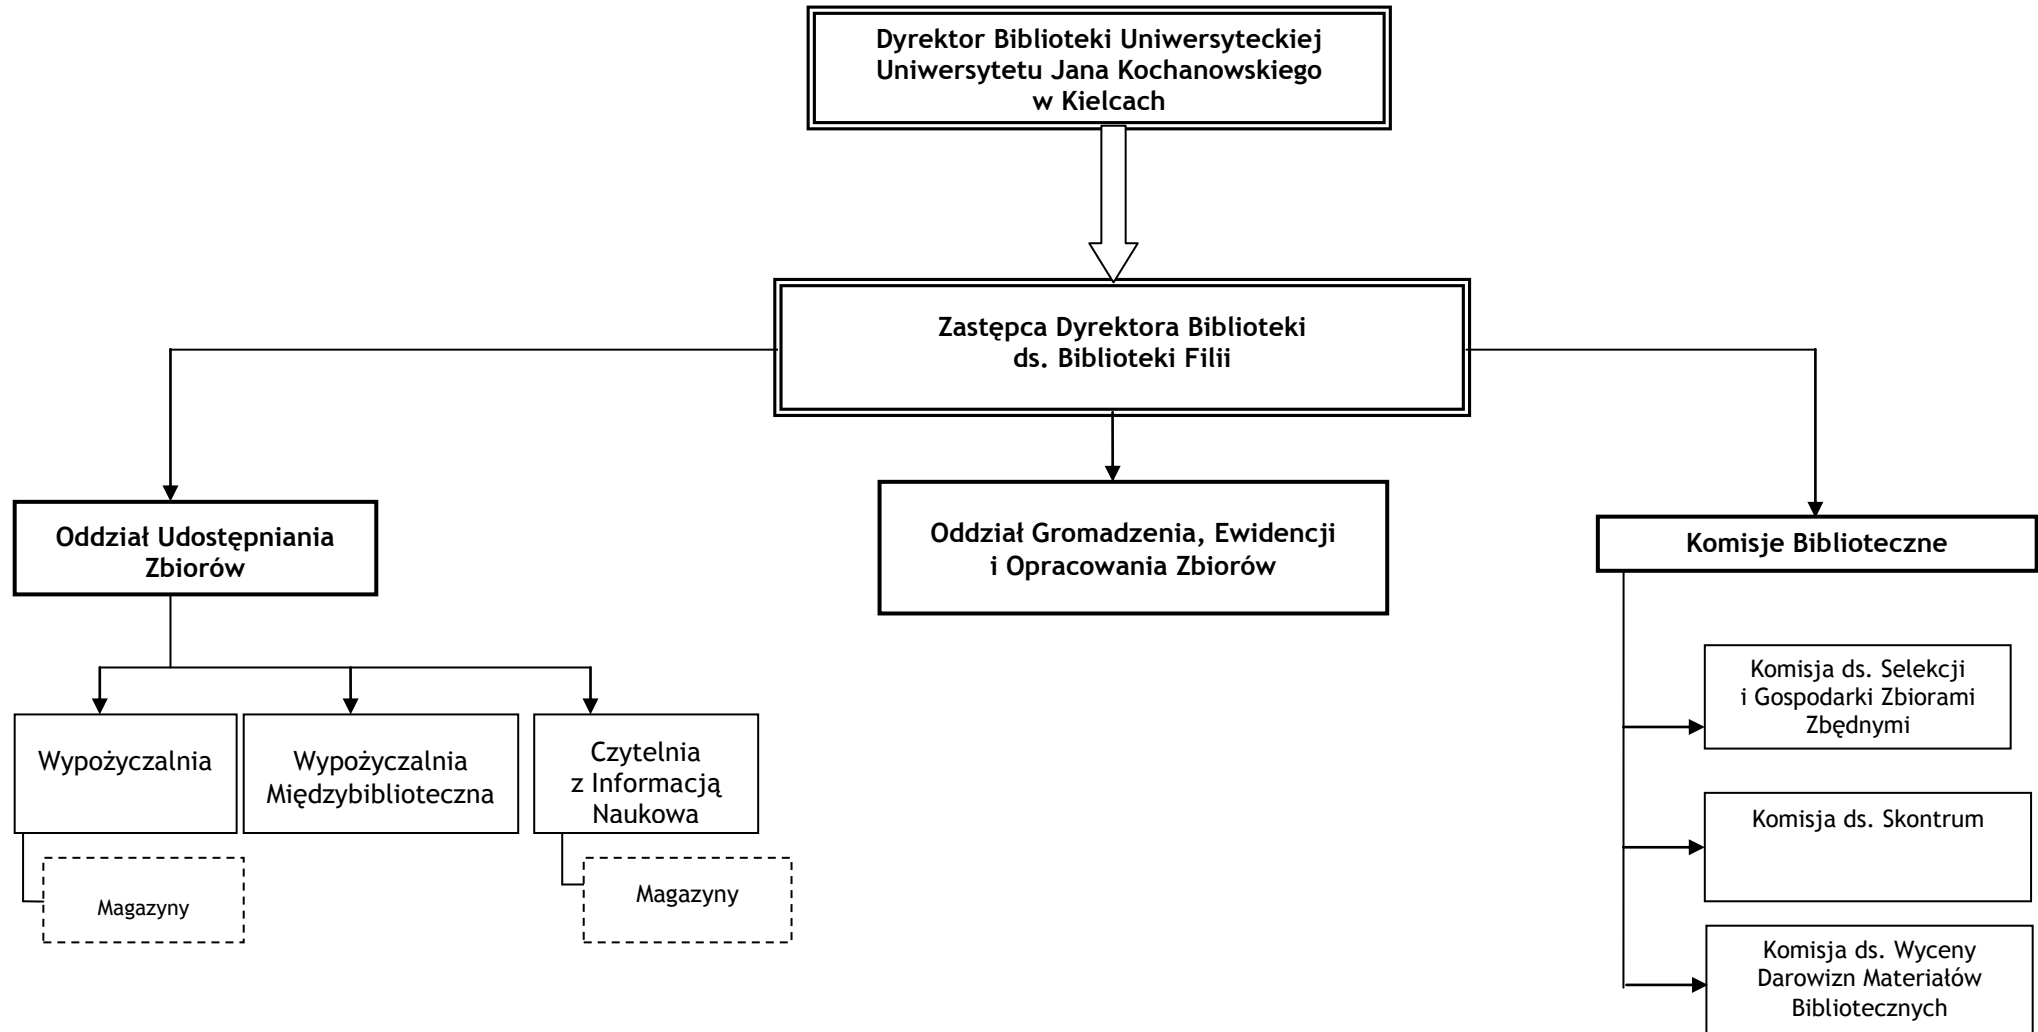 Dyrektor Biblioteki Uniwersyteckiej
Uniwersytetu Jana Kochanowskiego
w Kielcach
Zastępca Dyrektora Biblioteki
ds. Biblioteki Filii
Oddział Udostępniania
Zbiorów
Oddział Gromadzenia, Ewidencji
i Opracowania Zbiorów
Komisje Biblioteczne
Wypożyczalnia
Wypożyczalnia
Międzybiblioteczna
Czytelnia
z Informacją
Naukowa
Magazyny
Magazyny
Komisja ds. Selekcji
i Gospodarki Zbiorami
Zbędnymi
Komisja ds. Skontrum
Komisja ds. Wyceny
Darowizn Materiałów
Bibliotecznych